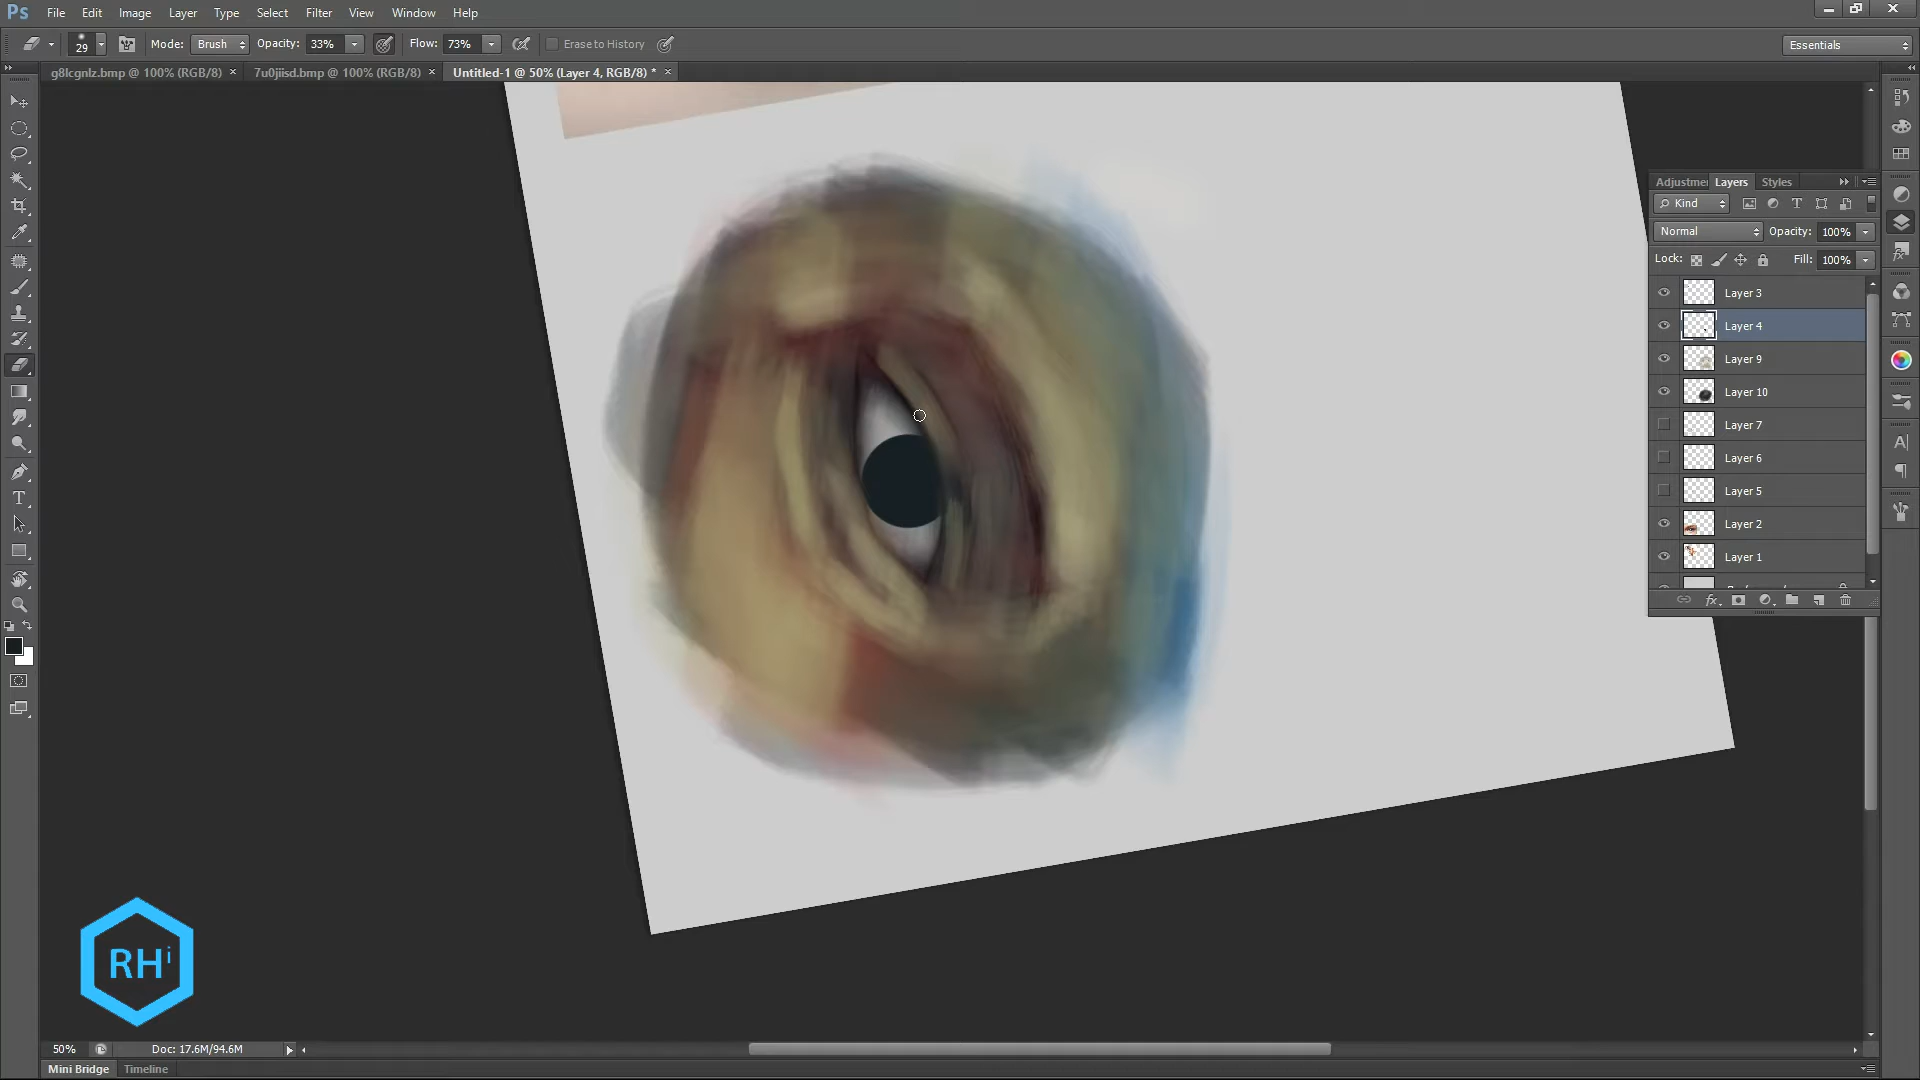 Ps File Edit Image Layer Type Select Filter View Window Help
29 Mode: Brush Opacity: 33% Flow: 73% Erase to History Essentials
g8lcgnlz.bmp @ 100% (RGB/8) × 7u0jiisd.bmp @ 100% (RGB/8) × Untitled-1 @ 50% (Layer 4, RGB/8) * ×
Adjustmen Layers Styles
Kind
Normal Opacity: 100%
Lock: Fill: 100%
Layer 3
Layer 4
Layer 9
Layer 10
Layer 7
Layer 6
Layer 5
Layer 2
Layer 1
RHi
50% Doc: 17.6M/94.6M
Mini Bridge Timeline